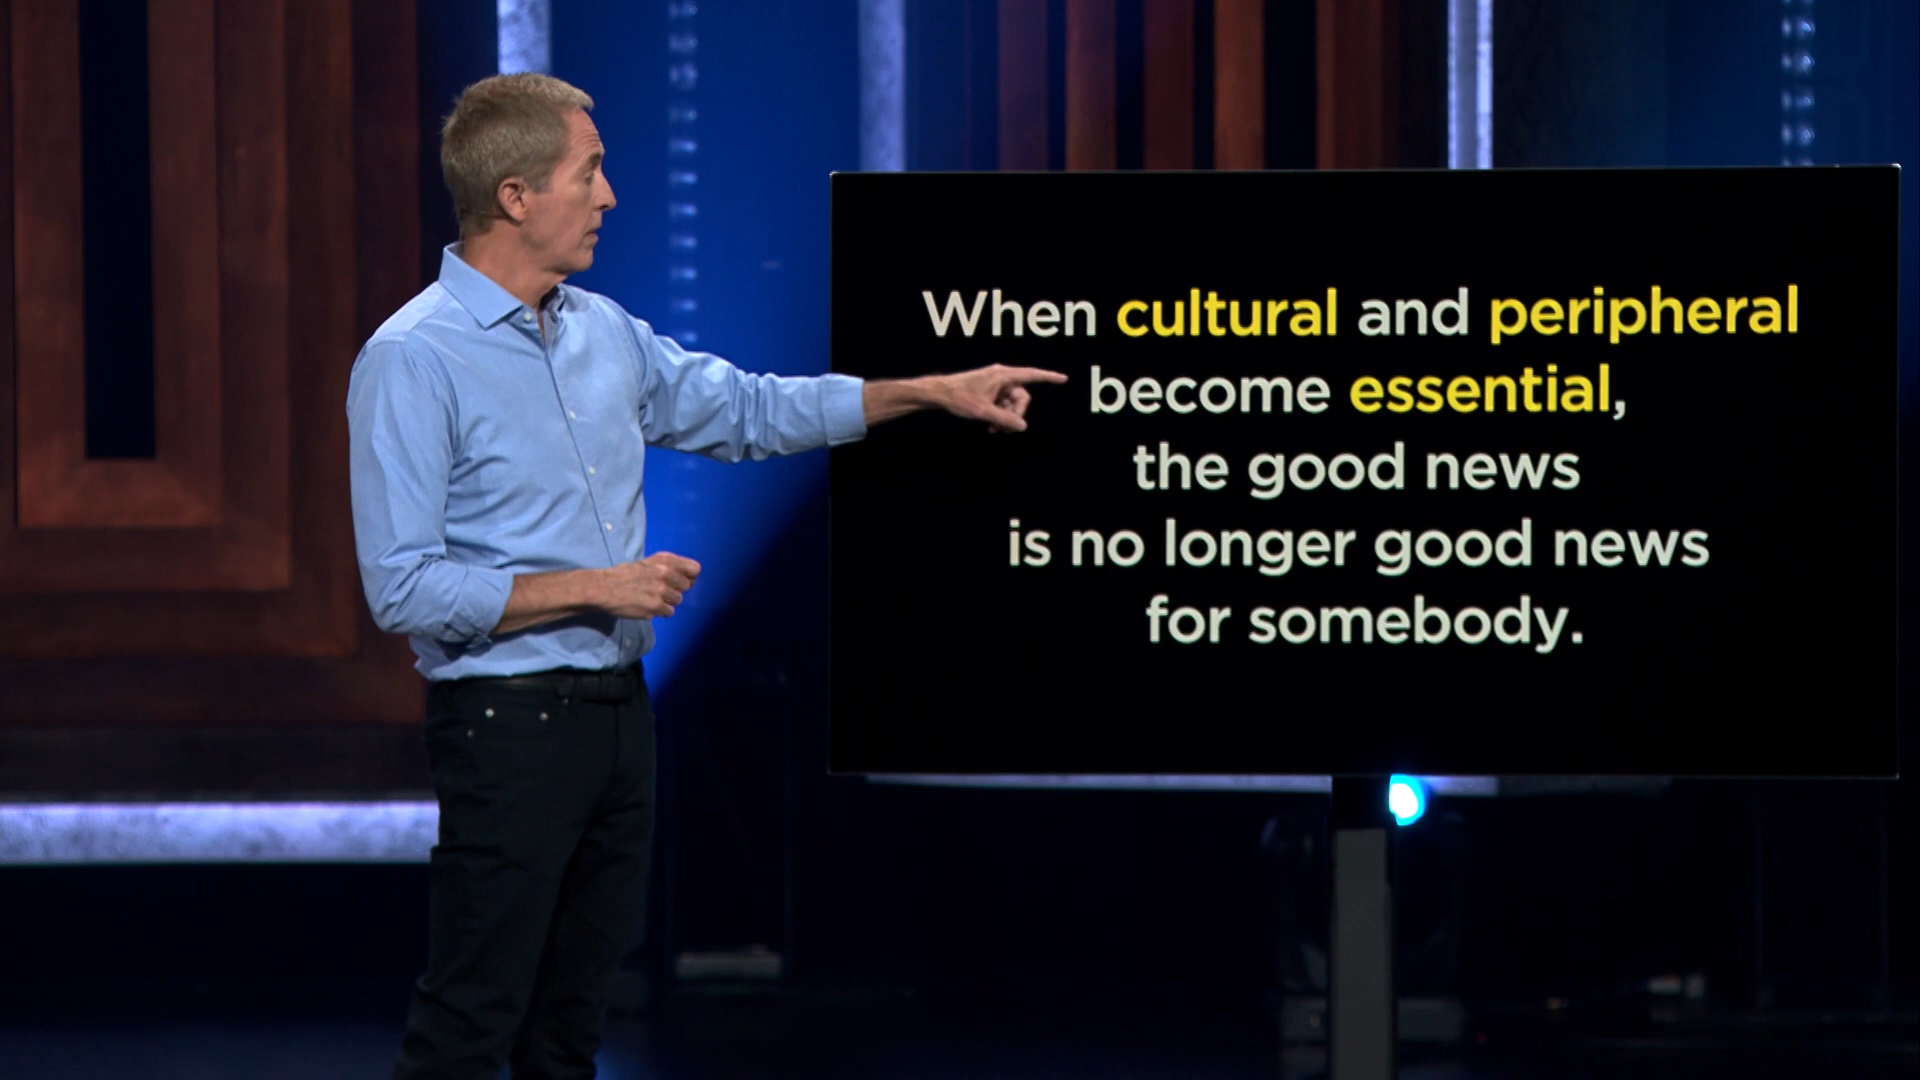 When cultural and peripheral
become essential,
the good news
is no longer good news
for somebody.